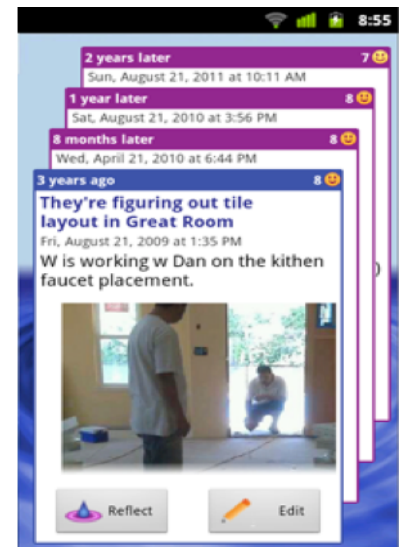 8:55
2 years later 7
Sun, August 21, 2011 at 10:11 AM
1 year later 8
Sat, August 21, 2010 at 3:56 PM
8 months later 8
Wed, April 21, 2010 at 6:44 PM
3 years ago 8
They're figuring out tile
layout in Great Room
Fri, August 21, 2009 at 1:35 PM
W is working w Dan on the kithen
faucet placement.
)
Reflect Edit